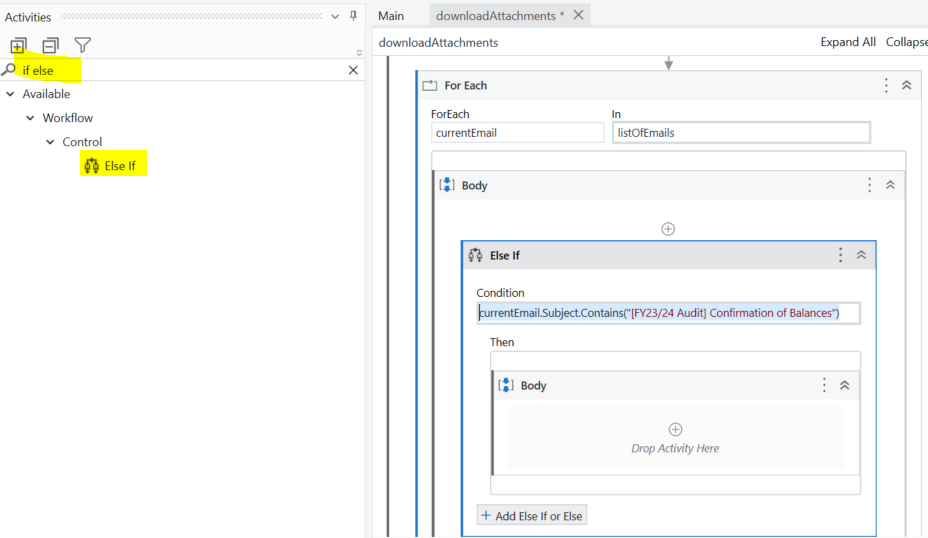 Activities
if else
Available
Workflow
Control
Else If
Main
downloadAttachments *
downloadAttachments
Expand All Collapse
For Each
ForEach
In
currentEmail
listOfEmails
Body
Else If
Condition
currentEmail.Subject.Contains("[FY23/24 Audit] Confirmation of Balances")
Then
Body
Drop Activity Here
+ Add Else If or Else